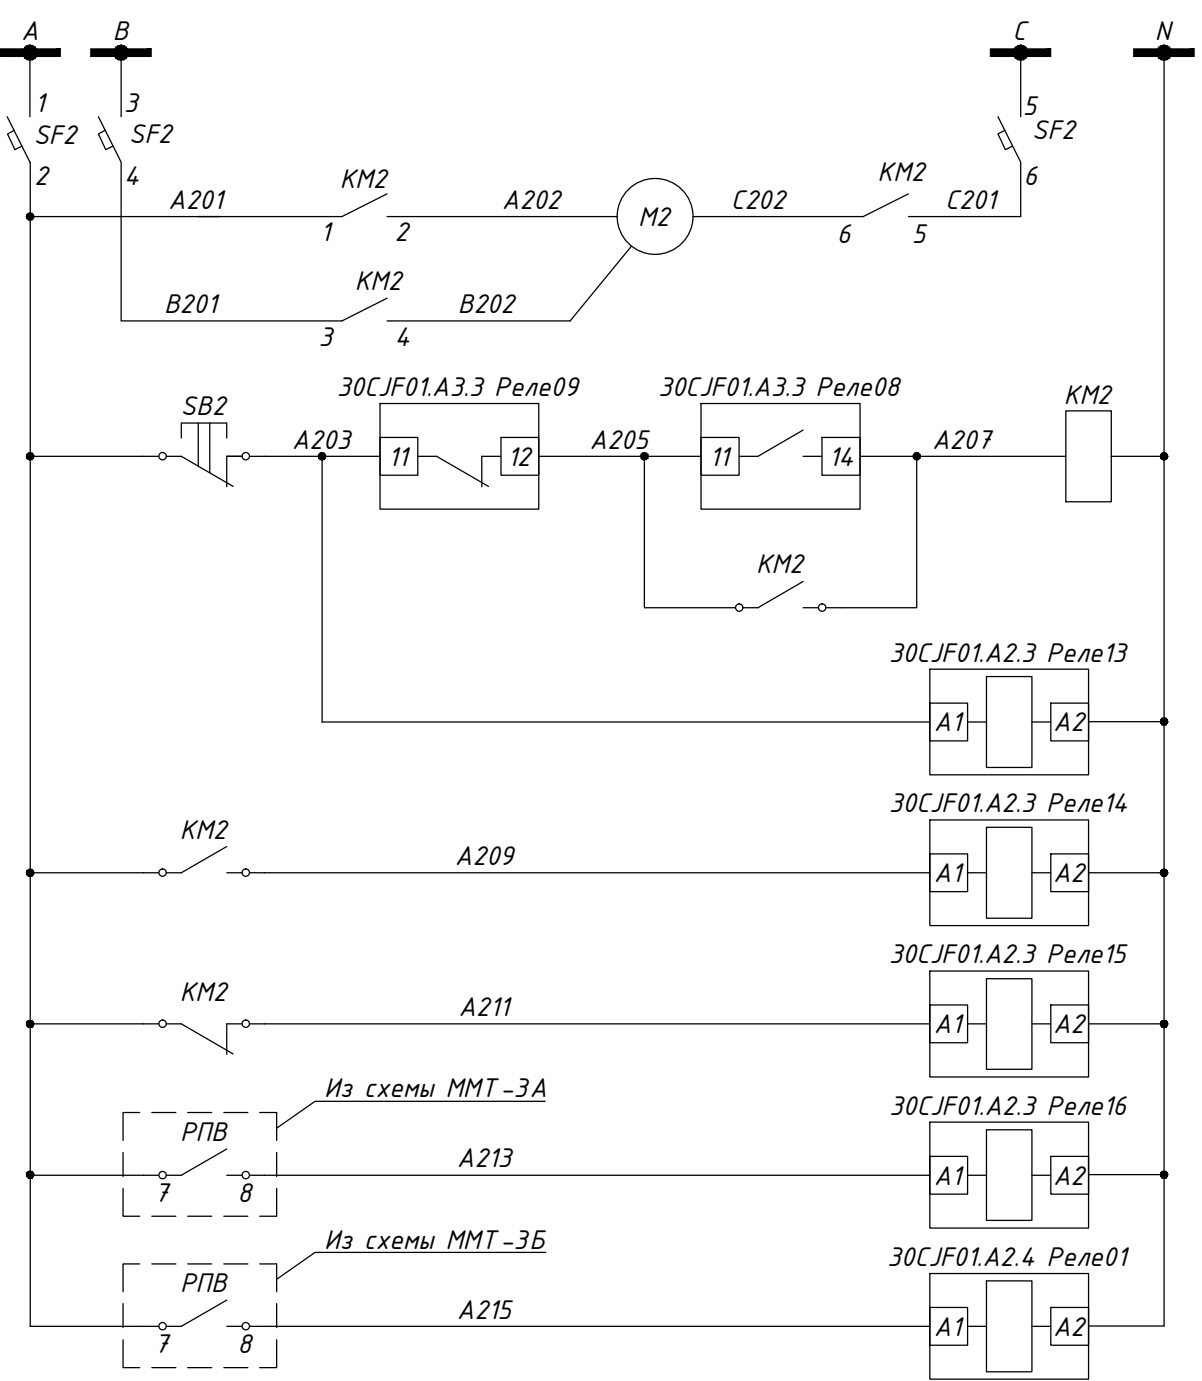 A B C N
1 3 5
SF2 SF2 SF2
2 4 6
A201 KM2 A202 M2 C202 KM2 C201
1 2 6 5
B201 KM2 B202
3 4
30CJF01.A3.3 Реле09 30CJF01.A3.3 Реле08 KM2
SB2 A203 11 12 A205 11 14 A207
KM2
30CJF01.A2.3 Реле13
A1 A2
30CJF01.A2.3 Реле14
KM2 A209 A1 A2
30CJF01.A2.3 Реле15
KM2 A211 A1 A2
Из схемы ММТ-3А
30CJF01.A2.3 Реле16
РПВ A213 A1 A2
7 8
Из схемы ММТ-3Б
30CJF01.A2.4 Реле01
РПВ A215 A1 A2
7 8